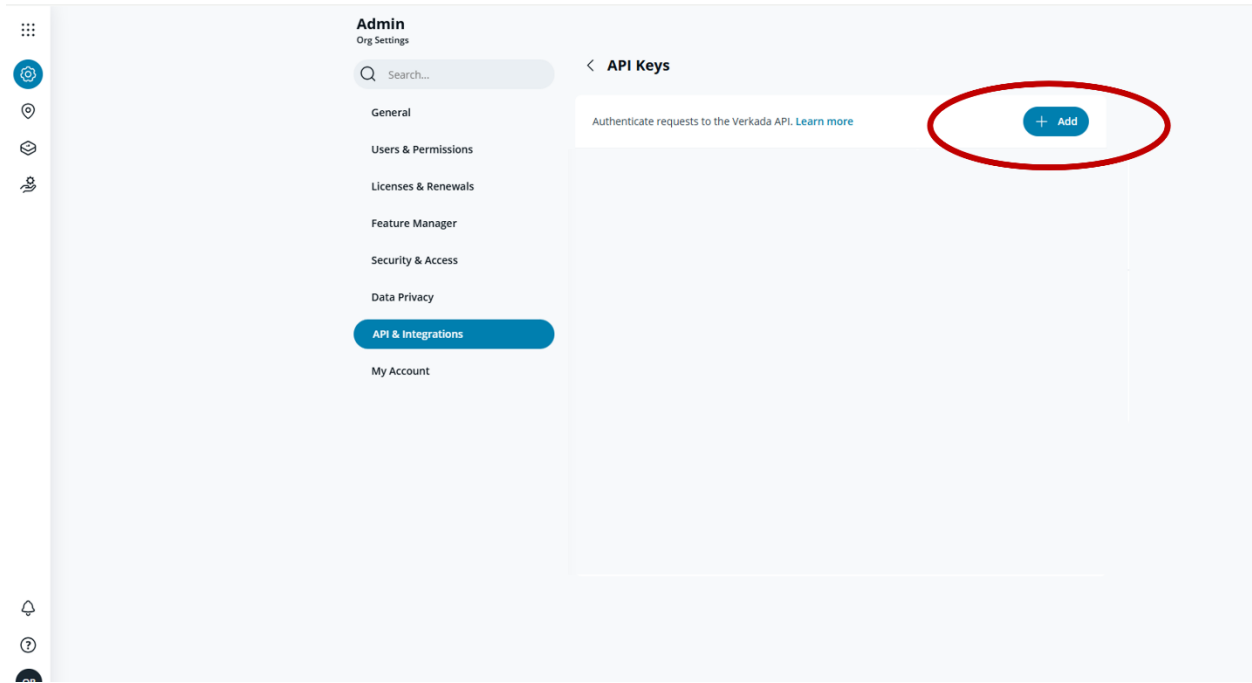 Admin
Org Settings
Search...
General
Users & Permissions
Licenses & Renewals
Feature Manager
Security & Access
Data Privacy
API & Integrations
My Account
< API Keys
Authenticate requests to the Verkada API. Learn more
+ Add
?